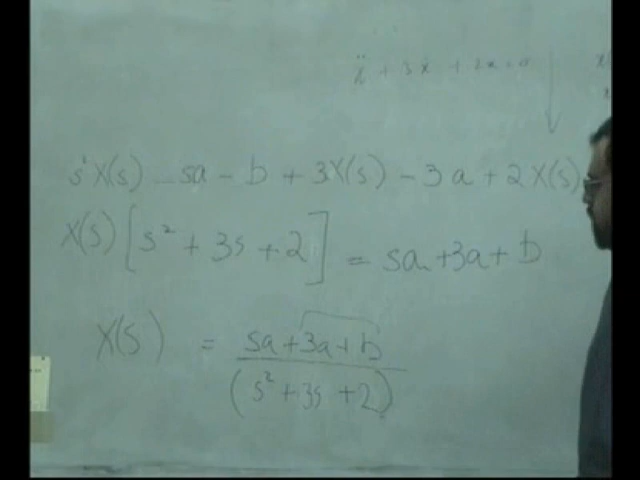 ẍ + 3ẋ + 2x = 0
s²X(s) - sa - b + 3X(s) - 3a + 2X(s)
X(s) [s² + 3s + 2] = sa + 3a + b
X(s) = sa + 3a + b
(s² + 3s + 2)